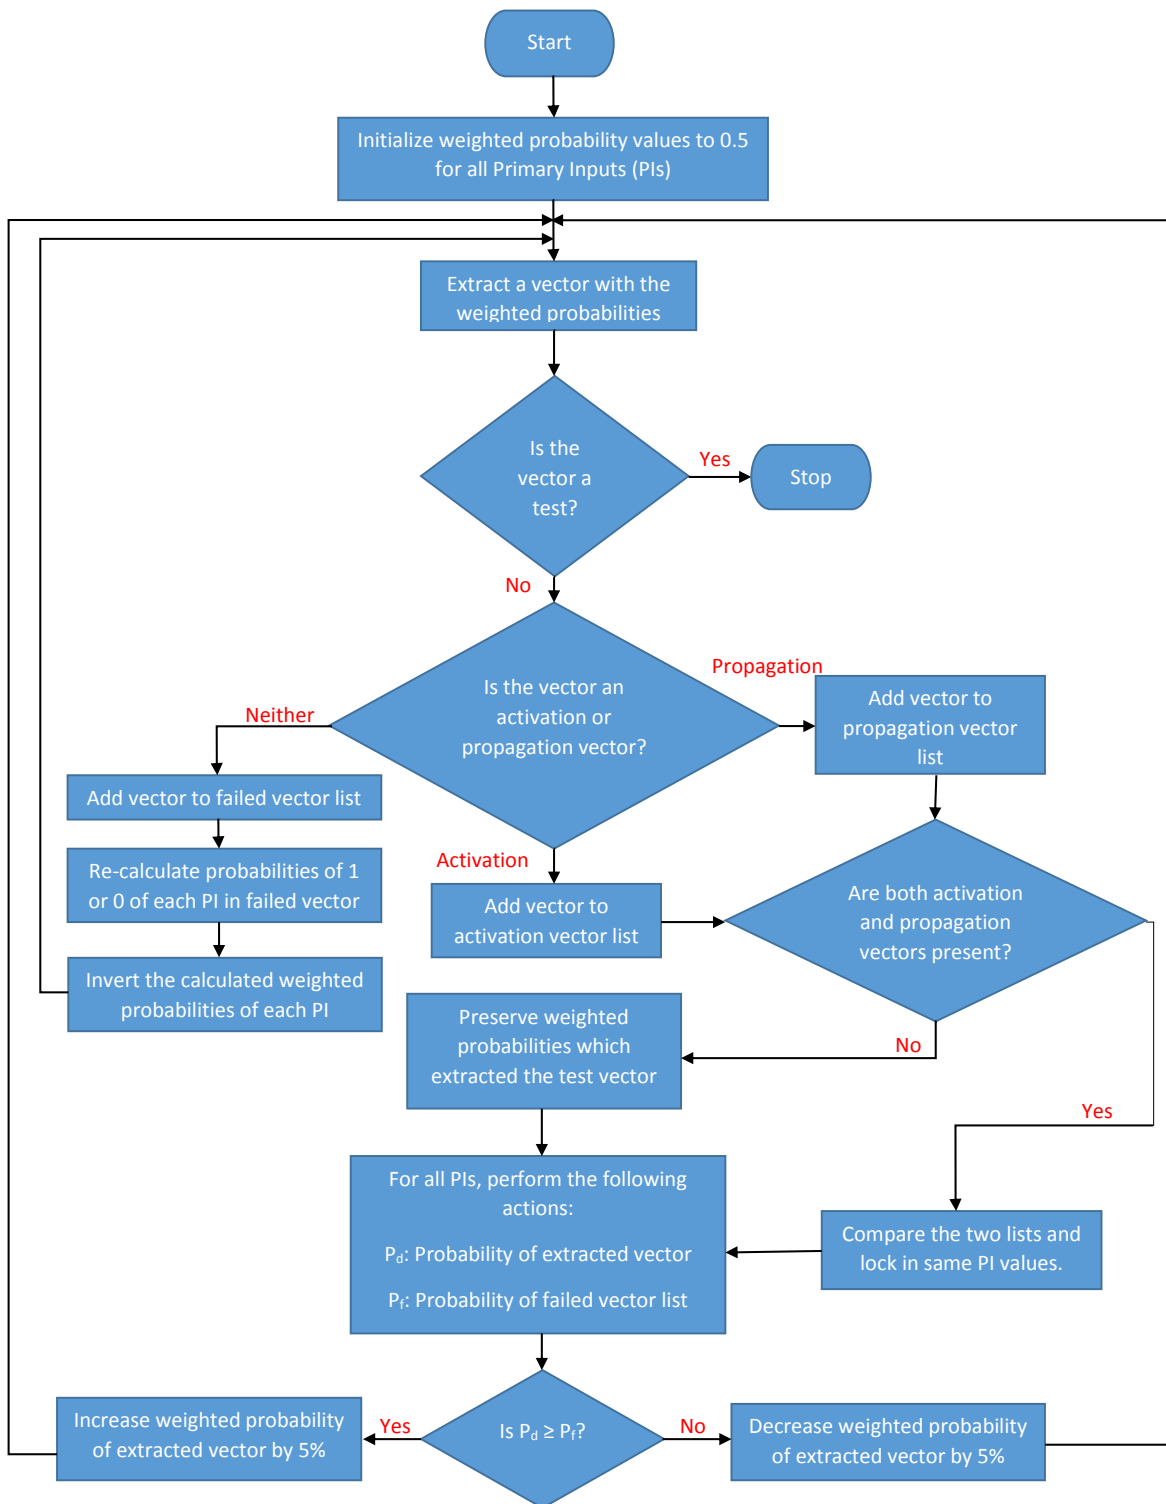 Start
Initialize weighted probability values to 0.5
for all Primary Inputs (PIs)
Extract a vector with the
weighted probabilities
Is the
vector a
test?
Yes
Stop
No
Is the vector an
activation or
propagation vector?
Propagation
Add vector to
propagation vector
list
Neither
Add vector to failed vector list
Re-calculate probabilities of 1
or 0 of each PI in failed vector
Invert the calculated weighted
probabilities of each PI
Activation
Add vector to
activation vector list
Are both activation
and propagation
vectors present?
No
Preserve weighted
probabilities which
extracted the test vector
Yes
Compare the two lists and
lock in same PI values.
For all PIs, perform the following
actions:
Pd: Probability of extracted vector
Pf: Probability of failed vector list
Is Pd ≥ Pf?
Yes
Increase weighted probability
of extracted vector by 5%
No
Decrease weighted probability
of extracted vector by 5%